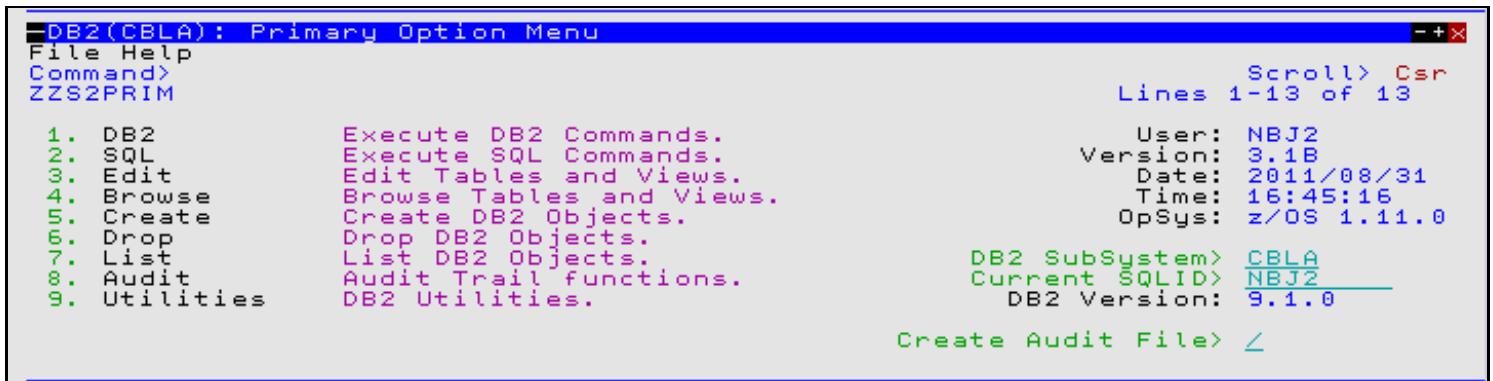 DB2(CBLA): Primary Option Menu - + x
File Help
Command> Scroll> Csr
ZZS2PRIM Lines 1-13 of 13
1. DB2 Execute DB2 Commands. User: NBJ2
2. SQL Execute SQL Commands. Version: 3.1B
3. Edit Edit Tables and Views. Date: 2011/08/31
4. Browse Browse Tables and Views. Time: 16:45:16
5. Create Create DB2 Objects. OpSys: z/OS 1.11.0
6. Drop Drop DB2 Objects.
7. List List DB2 Objects. DB2 SubSystem> CBLA
8. Audit Audit Trail functions. Current SQLID> NBJ2
9. Utilities DB2 Utilities. DB2 Version: 9.1.0
Create Audit File> /